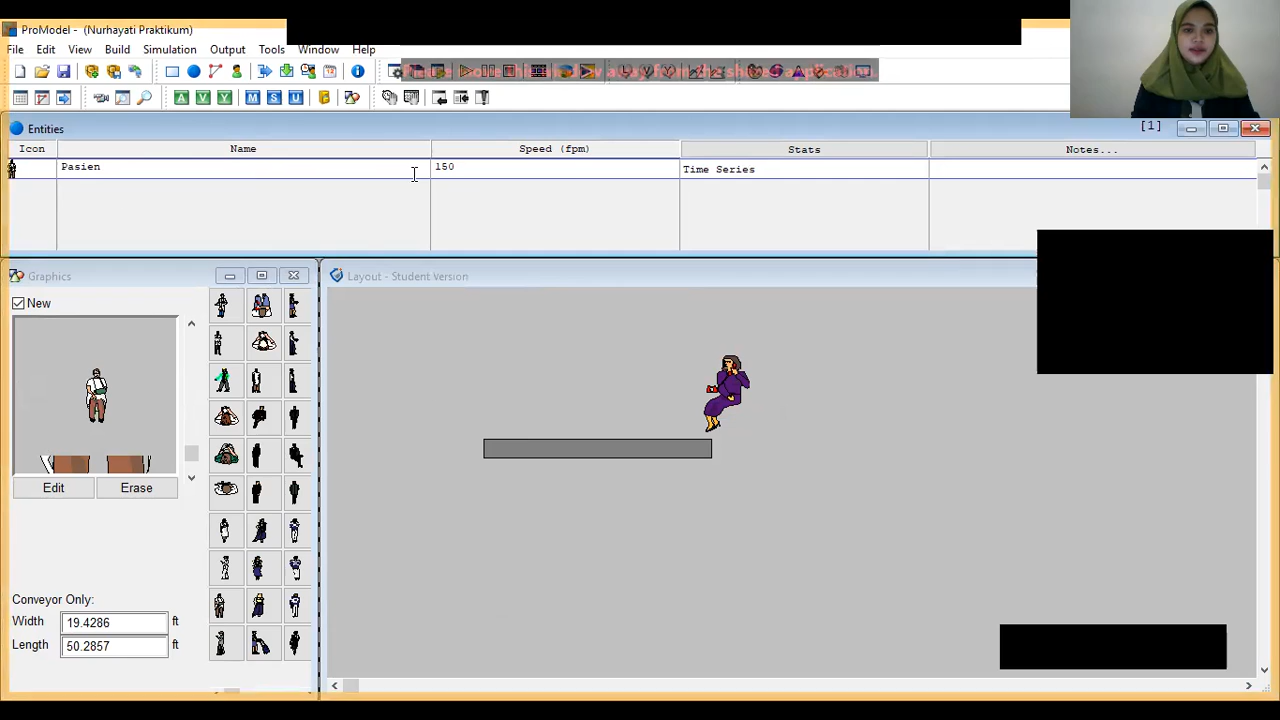 ProModel - (Nurhayati Praktikum)
File Edit View Build Simulation Output Tools Window Help
A V Y M S U
Entities
[1]
Icon Name Speed (fpm) Stats Notes...
Pasien 150 Time Series
Graphics
Layout - Student Version
New
Edit Erase
Conveyor Only:
Width 19.4286 ft
Length 50.2857 ft